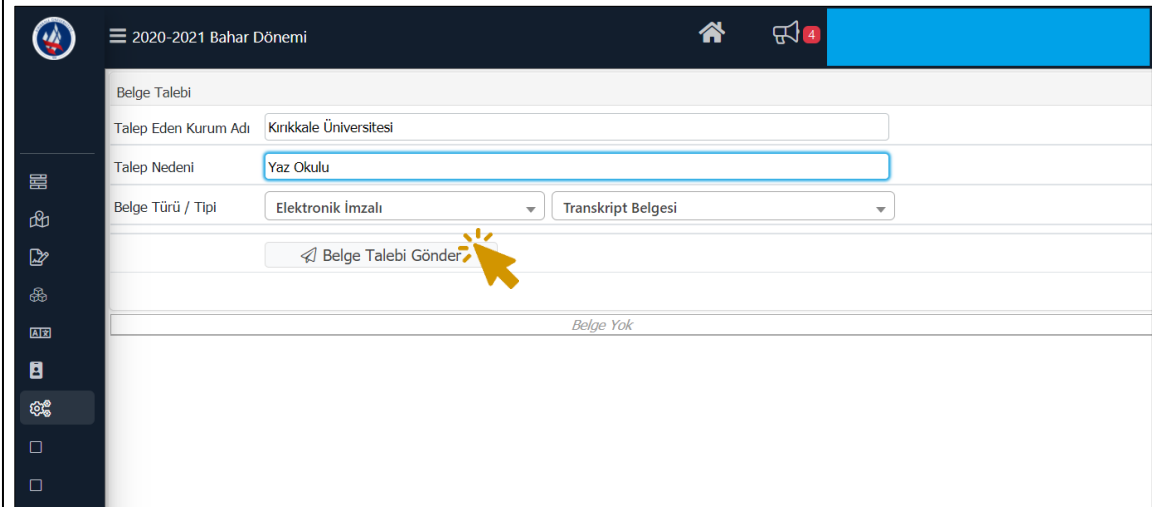 2020-2021 Bahar Dönemi
4
Belge Talebi
Talep Eden Kurum Adı Kırıkkale Üniversitesi
Talep Nedeni Yaz Okulu
Belge Türü / Tipi Elektronik İmzalı Transkript Belgesi
Belge Talebi Gönder
Belge Yok